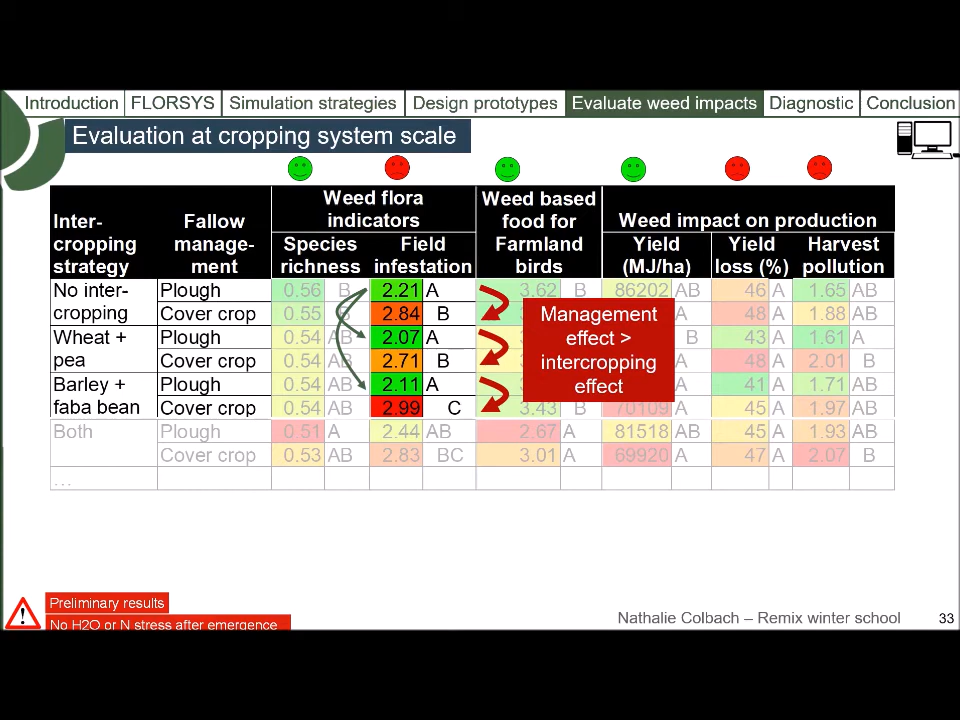 Introduction FLORSYS Simulation strategies Design prototypes Evaluate weed impacts Diagnostic Conclusion
Evaluation at cropping system scale
Inter-cropping strategy
Fallow manage-ment
Weed flora indicators
Species richness
Field infestation
Weed based food for Farmland birds
Weed impact on production
Yield (MJ/ha)
Yield loss (%)
Harvest pollution
No inter-cropping Plough 0.56 B 2.21 A 3.62 B 86202 AB 46 A 1.65 AB
Cover crop 0.55 B 2.84 B A 48 A 1.88 AB
Wheat + pea Plough 0.54 AB 2.07 A B 43 A 1.61 A
Cover crop 0.54 AB 2.71 B A 48 A 2.01 B
Barley + faba bean Plough 0.54 AB 2.11 A A 41 A 1.71 AB
Cover crop 0.54 AB 2.99 C 3.43 B 70109 A 45 A 1.97 AB
Both Plough 0.51 A 2.44 AB 2.67 A 81518 AB 45 A 1.93 AB
Cover crop 0.53 AB 2.83 BC 3.01 A 69920 A 47 A 2.07 B
...
Management
effect >
intercropping
effect
Preliminary results
No H2O or N stress after emergence
Nathalie Colbach – Remix winter school 33